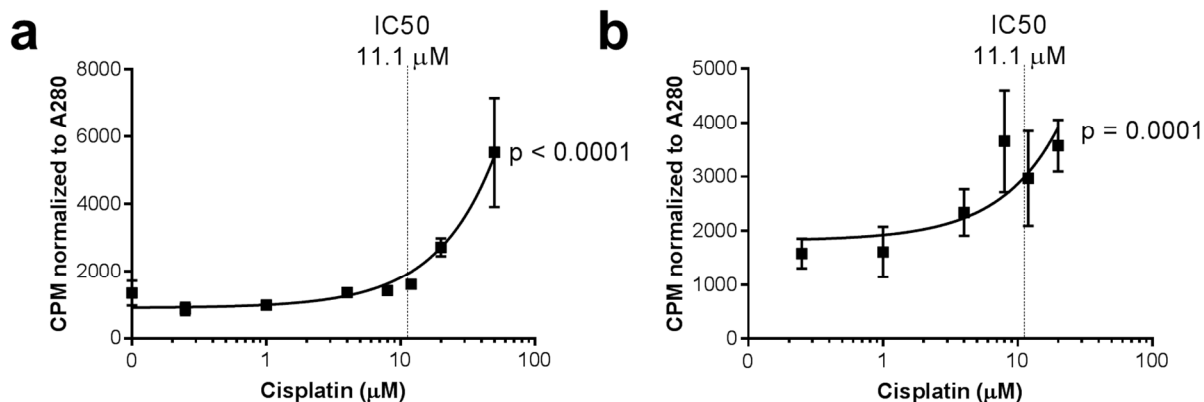 a
IC50
11.1 μM
8000
6000
4000
2000
0
CPM normalized to A280
p < 0.0001
0
1
10
100
Cisplatin (μM)
b
IC50
11.1 μM
5000
4000
3000
2000
1000
0
CPM normalized to A280
p = 0.0001
0
1
10
100
Cisplatin (μM)